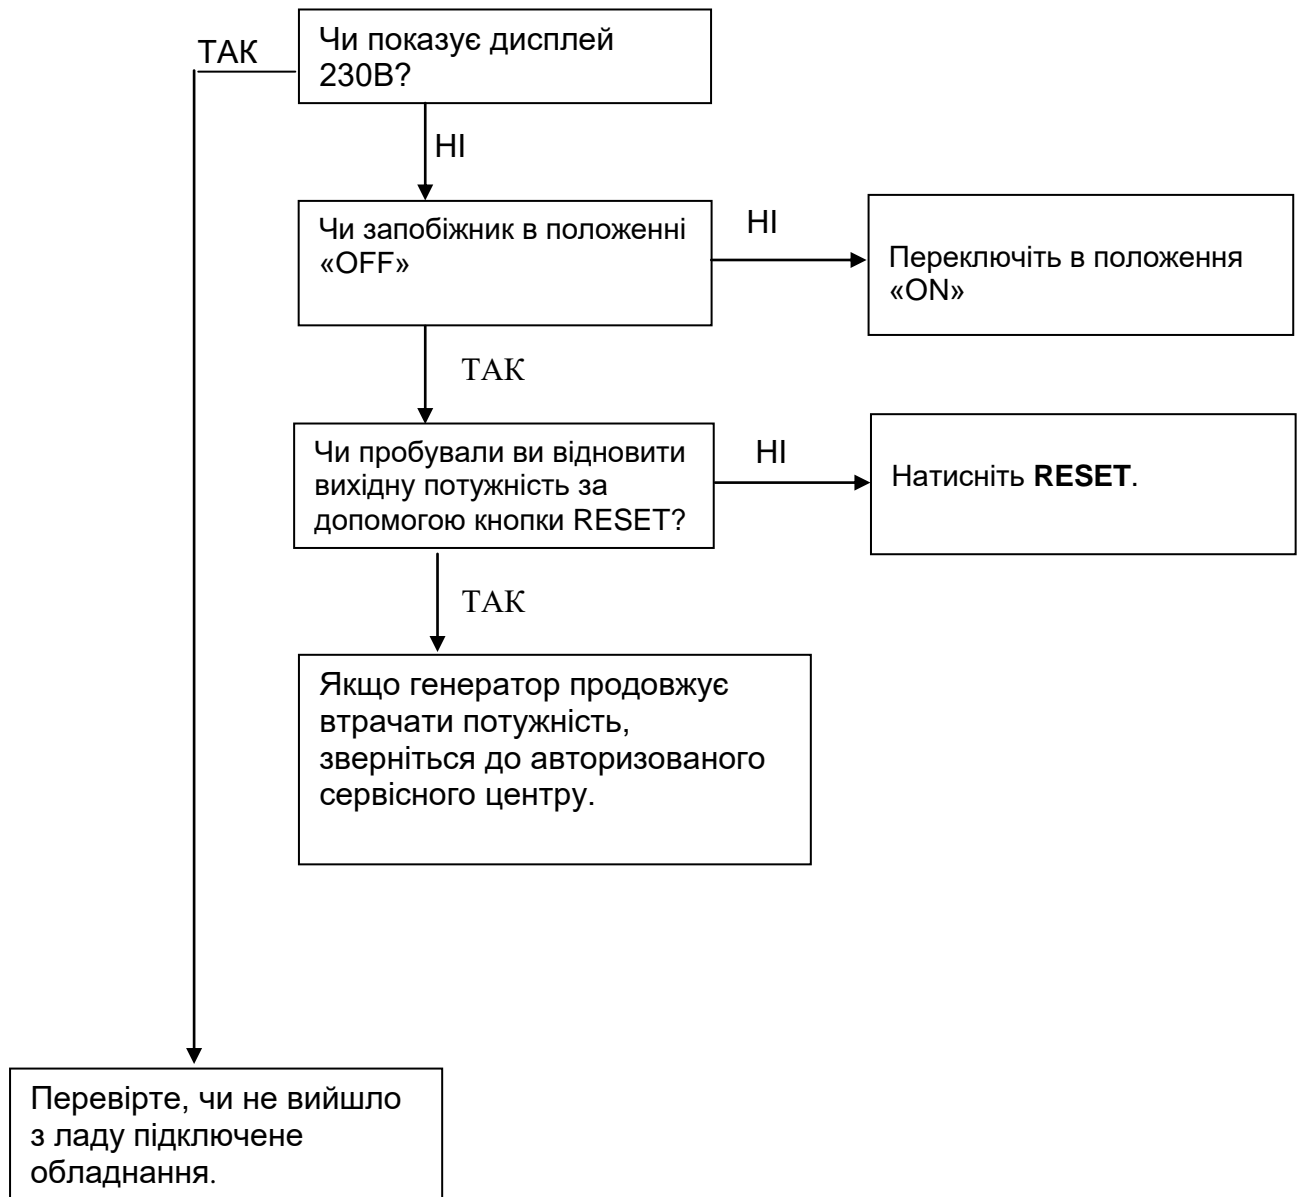 ТАК
Чи показує дисплей
230В?
НІ
Чи запобіжник в положенні
«OFF»
НІ
Переключіть в положення
«ON»
ТАК
Чи пробували ви відновити
вихідну потужність за
допомогою кнопки RESET?
НІ
Натисніть RESET.
ТАК
Якщо генератор продовжує
втрачати потужність,
зверніться до авторизованого
сервісного центру.
Перевірте, чи не вийшло
з ладу підключене
обладнання.